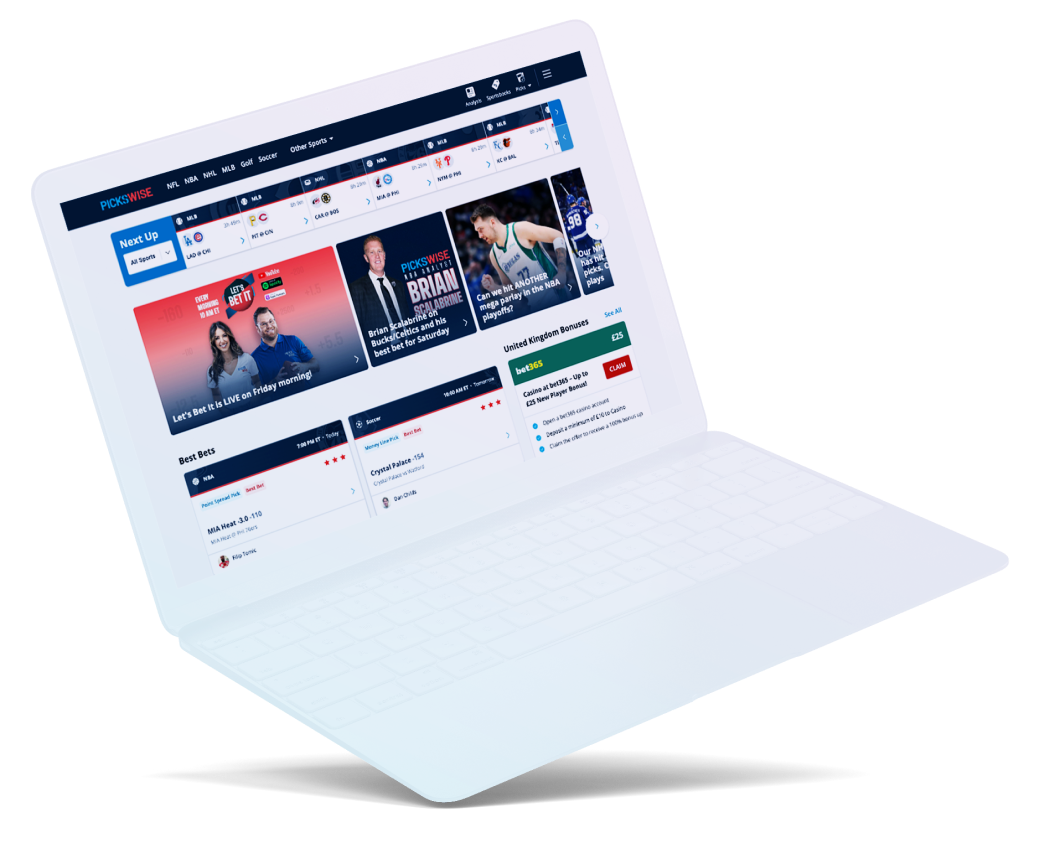 Analysis
Sportsbooks
Picks
PICKSWISE
NFL
NBA
NHL
MLB
Golf
Soccer
Other Sports
Next Up
All Sports
MLB
LAD @ CHI
MLB
PIT @ CIN
NHL
CAR @ BOS
NBA
MIA @ PHI
MLB
NYM @ PHI
MLB
KC @ BAL
EVERY
MORNING
10 AM ET
LET'S
BET IT
YouTube
Let's Bet It is LIVE on Friday morning!
PICKSWISE
NBA ANALYST
BRIAN
SCALABRINE
Brian Scalabrine on
Bucks/Celtics and his
best bet for Saturday
77
Can we hit ANOTHER
mega parlay in the NBA
playoffs?
98
Our N
has hit
picks. C
plays
Best Bets
NBA
7:00 PM ET - Today
Point Spread Pick
Best Bet
MIA Heat -3.0 -110
Soccer
10:00 AM ET - Tomorrow
Money Line Pick
Best Bet
Crystal Palace -154
Crystal Palace vs Watford
Dan Childs
United Kingdom Bonuses
See All
bet365
£25
Casino at bet365 - Up to
£25 New Player Bonus!
CLAIM
Open a bet365 casino account
Deposit a minimum of £10 to Casino
Claim the offer to receive a 100% bonus up